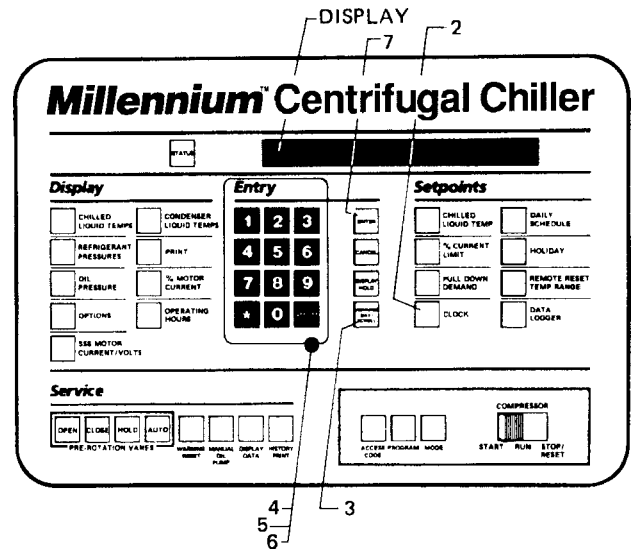 DISPLAY
7
2
Millennium™ Centrifugal Chiller
STATUS
Display
CHILLED LIQUID TEMPS
CONDENSER LIQUID TEMPS
REFRIGERANT PRESSURES
PRINT
OIL PRESSURE
% MOTOR CURRENT
OPTIONS
OPERATING HOURS
SSS MOTOR CURRENT/VOLTS
Entry
1 2 3
4 5 6
7 8 9
* 0
ENTER
CANCEL
DISPLAY HOLD
Setpoints
CHILLED LIQUID TEMP
DAILY SCHEDULE
% CURRENT LIMIT
HOLIDAY
PULL DOWN DEMAND
REMOTE RESET TEMP RANGE
CLOCK
DATA LOGGER
Service
OPEN CLOSE HOLD AUTO
PRE-ROTATION VANES
WARNING RESET
MANUAL OIL PUMP
DISPLAY DATA
HISTORY PRINT
ACCESS CODE
PROGRAM
MODE
COMPRESSOR
START RUN STOP/ RESET
4
5
6
3